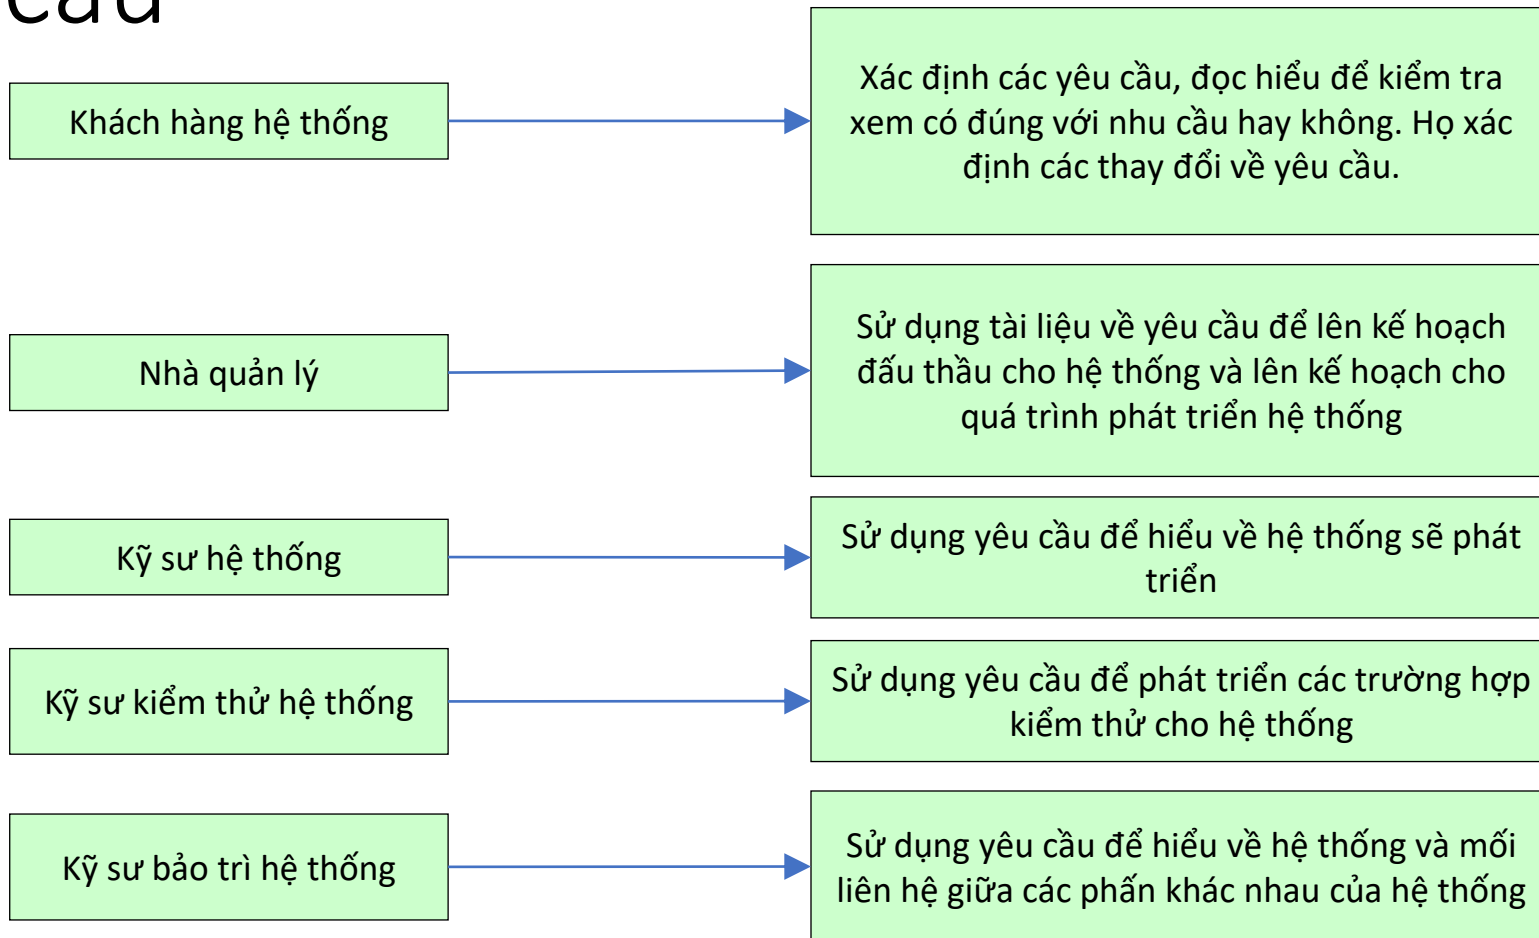 cầu
Khách hàng hệ thống
Xác định các yêu cầu, đọc hiểu để kiểm tra
xem có đúng với nhu cầu hay không. Họ xác
định các thay đổi về yêu cầu.
Nhà quản lý
Sử dụng tài liệu về yêu cầu để lên kế hoạch
đấu thầu cho hệ thống và lên kế hoạch cho
quá trình phát triển hệ thống
Kỹ sư hệ thống
Sử dụng yêu cầu để hiểu về hệ thống sẽ phát
triển
Kỹ sư kiểm thử hệ thống
Sử dụng yêu cầu để phát triển các trường hợp
kiểm thử cho hệ thống
Kỹ sư bảo trì hệ thống
Sử dụng yêu cầu để hiểu về hệ thống và mối
liên hệ giữa các phấn khác nhau của hệ thống